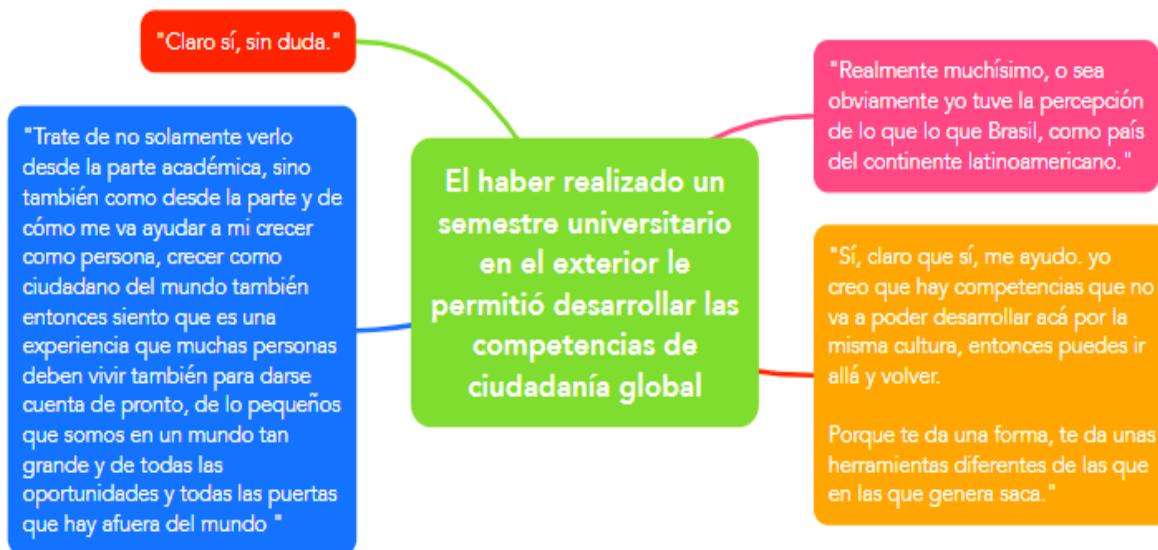 "Claro sí, sin duda."
"Trate de no solamente verlo
desde la parte académica, sino
también como desde la parte y de
cómo me va ayudar a mi crecer
como persona, crecer como
ciudadano del mundo también
entonces siento que es una
experiencia que muchas personas
deben vivir también para darse
cuenta de pronto, de lo pequeños
que somos en un mundo tan
grande y de todas las
oportunidades y todas las puertas
que hay afuera del mundo "
El haber realizado un
semestre universitario
en el exterior le
permitió desarrollar las
competencias de
ciudadanía global
"Realmente muchísimo, o sea
obviamente yo tuve la percepción
de lo que lo que Brasil, como país
del continente latinoamericano."
"Sí, claro que sí, me ayudo. yo
creo que hay competencias que no
va a poder desarrollar acá por la
misma cultura, entonces puedes ir
allá y volver.
Porque te da una forma, te da unas
herramientas diferentes de las que
en las que genera saca."